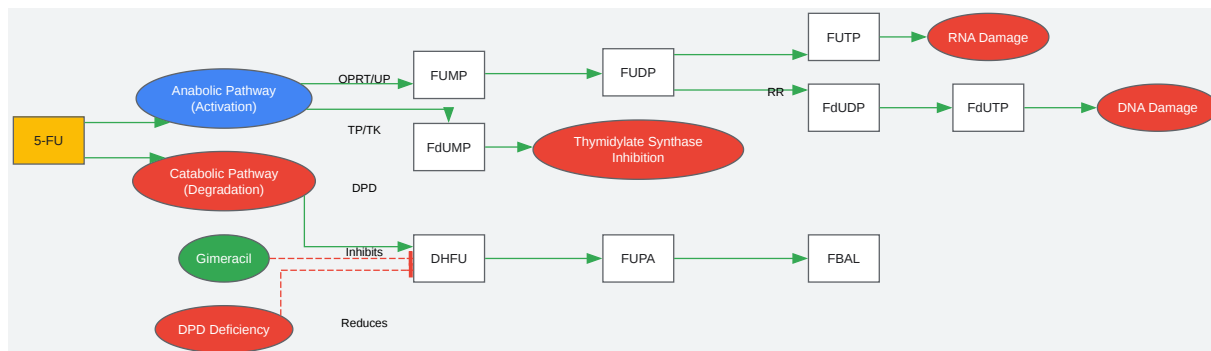 FUTP
RNA Damage
FUMP
FUDP
OPRT/UP
Anabolic Pathway
(Activation)
RR
FdUDP
FdUTP
DNA Damage
5-FU
TP/TK
FdUMP
Thymidylate Synthase
Inhibition
Catabolic Pathway
(Degradation)
DPD
Gimeracil
Inhibits
DHFU
FUPA
FBAL
DPD Deficiency
Reduces